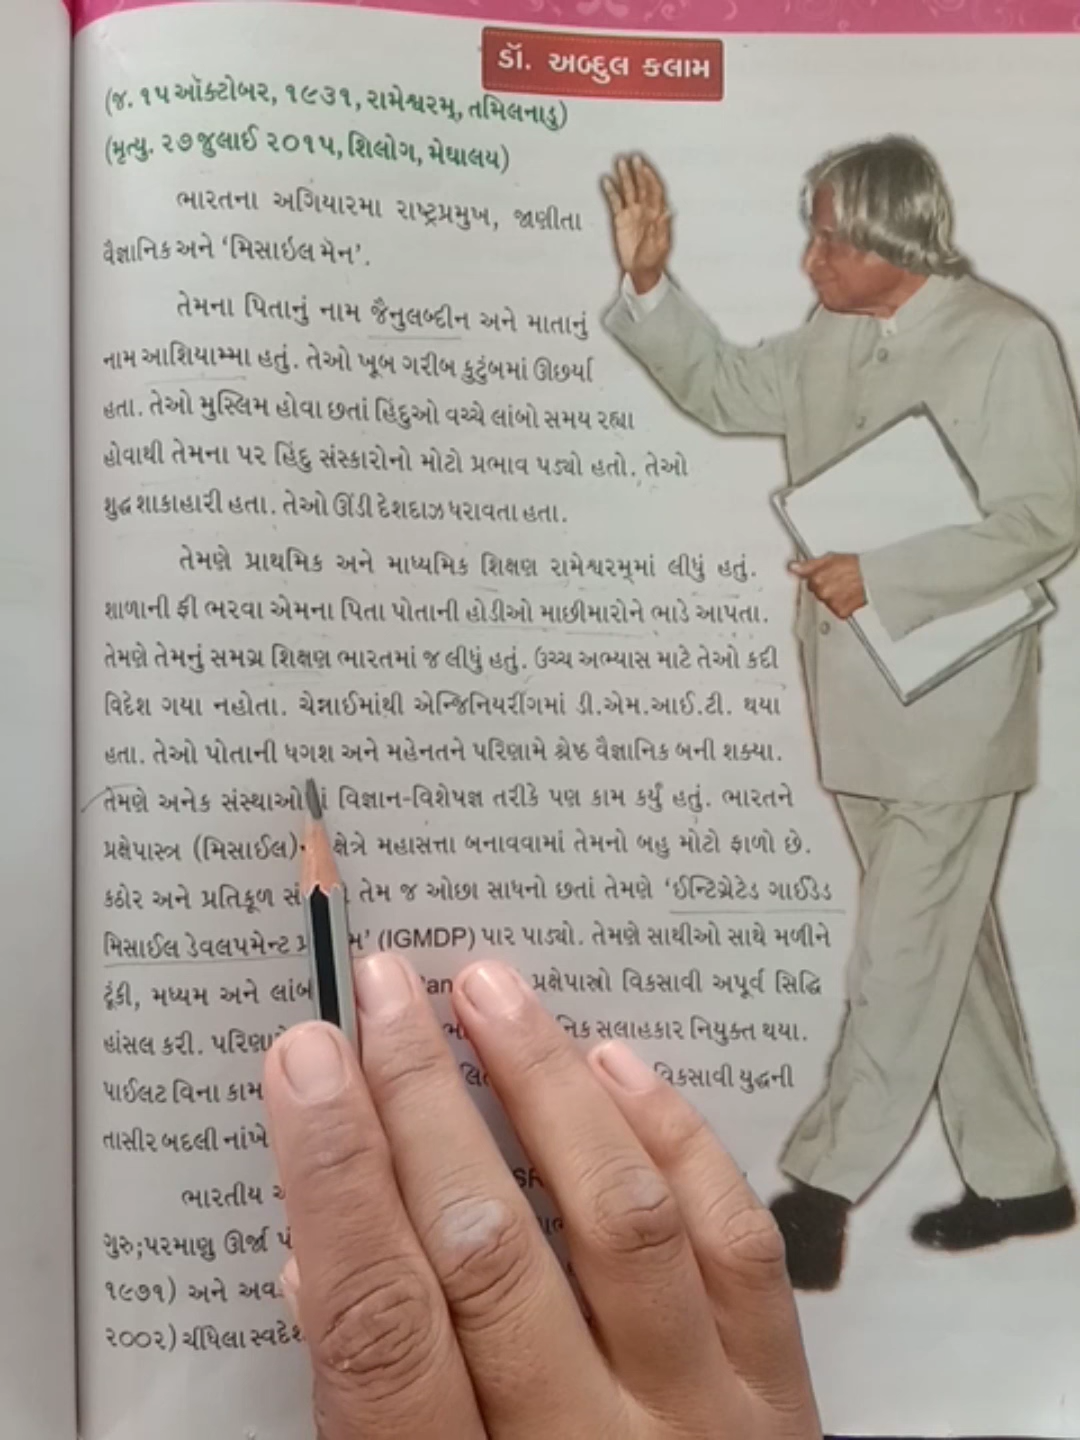 ડૉ. અબ્દુલ કલામ
(જ. ૧૫ ઑક્ટોબર, ૧૯૩૧, રામેશ્વરમ્, તમિલનાડુ)
(મૃત્યુ. ૨૭ જુલાઈ ૨૦૧૫, શિલોંગ, મેઘાલય)
ભારતના અગિયારમા રાષ્ટ્રપ્રમુખ, જાણીતા
વૈજ્ઞાનિક અને ‘મિસાઇલ મૅન’.
તેમના પિતાનું નામ જૈનુલબ્દીન અને માતાનું
નામ આશિયામ્મા હતું. તેઓ ખૂબ ગરીબ કુટુંબમાં ઊછર્યા
હતા. તેઓ મુસ્લિમ હોવા છતાં હિંદુઓ વચ્ચે લાંબો સમય રહ્યા
હોવાથી તેમના પર હિંદુ સંસ્કારોનો મોટો પ્રભાવ પડ્યો હતો. તેઓ
શુદ્ધ શાકાહારી હતા. તેઓ ઊંડી દેશદાઝ ધરાવતા હતા.
તેમણે પ્રાથમિક અને માધ્યમિક શિક્ષણ રામેશ્વરમ્‌માં લીધું હતું.
શાળાની ફી ભરવા એમના પિતા પોતાની હોડીઓ માછીમારોને ભાડે આપતા.
તેમણે તેમનું સમગ્ર શિક્ષણ ભારતમાં જ લીધું હતું. ઉચ્ચ અભ્યાસ માટે તેઓ કદી
વિદેશ ગયા નહોતા. ચેન્નાઈમાંથી એન્જિનિયરીંગમાં ડી.એમ.આઈ.ટી. થયા
હતા. તેઓ પોતાની ધગશ અને મહેનતને પરિણામે શ્રેષ્ઠ વૈજ્ઞાનિક બની શક્યા.
તેમણે અનેક સંસ્થાઓમાં વિજ્ઞાન-વિશેષજ્ઞ તરીકે પણ કામ કર્યું હતું. ભારતને
પ્રક્ષેપાસ્ત્ર (મિસાઈલ) ક્ષેત્રે મહાસત્તા બનાવવામાં તેમનો બહુ મોટો ફાળો છે.
કઠોર અને પ્રતિકૂળ તેમ જ ઓછા સાધનો છતાં તેમણે ‘ઈન્ટિગ્રેટેડ ગાઈડેડ
મિસાઈલ ડેવલપમેન્ટ (IGMDP) પાર પાડ્યો. તેમણે સાથીઓ સાથે મળીને
ટૂંકી, મધ્યમ અને પ્રક્ષેપાસ્ત્રો વિકસાવી અપૂર્વ સિદ્ધિ
હાંસલ કરી. સલાહકાર નિયુક્ત થયા.
પાઈલટ વિના કામ વિકસાવી યુદ્ધની
તાસીર બદલી નાંખે
ભારતીય
ગુરુ;પરમાણુ ઊર્જા
૧૯૭૧) અને
૨૦૦૨) ચીંધેલા